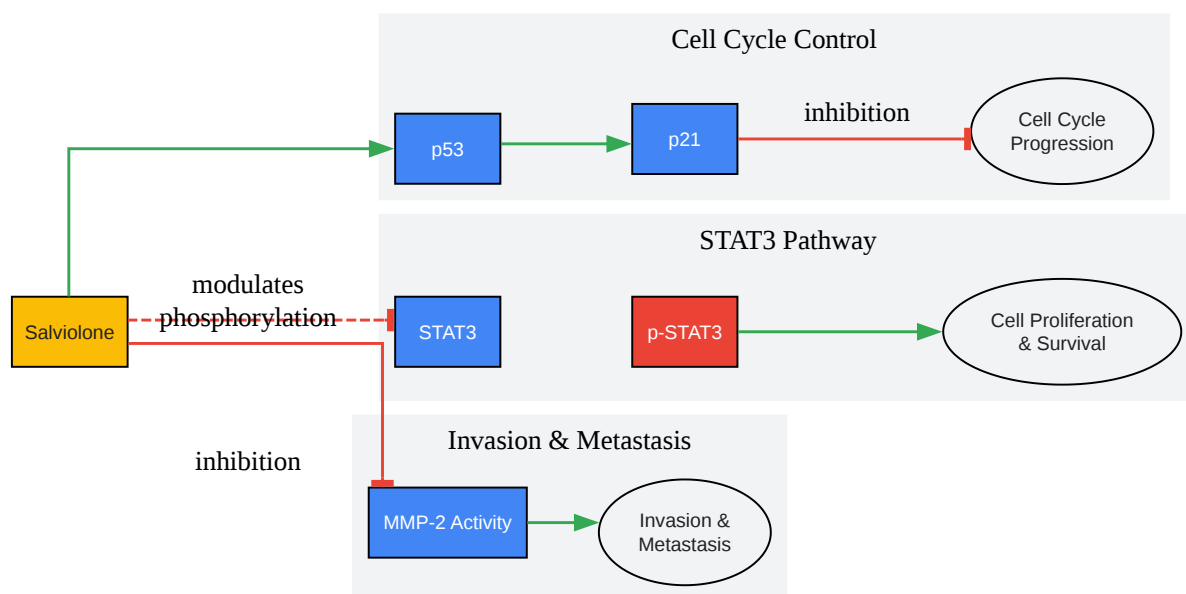 Cell Cycle Control
p53
p21
inhibition
Cell Cycle
Progression
STAT3 Pathway
Salviolone
modulates
phosphorylation
STAT3
p-STAT3
Cell Proliferation
& Survival
Invasion & Metastasis
inhibition
MMP-2 Activity
Invasion &
Metastasis